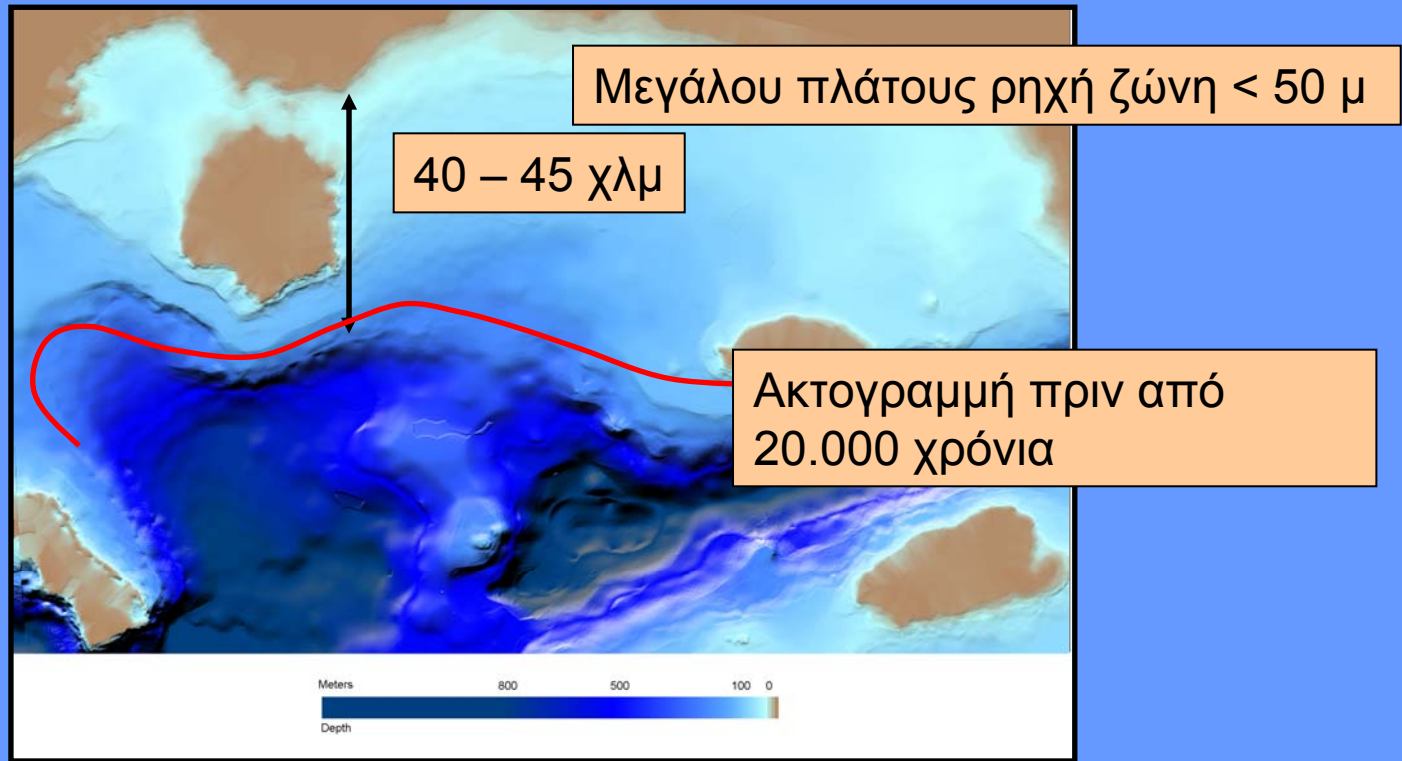 Μεγάλου πλάτους ρηχή ζώνη < 50 μ
40 – 45 χλμ
Ακτογραμμή πριν από
20.000 χρόνια
Meters 800 500 100 0
Depth